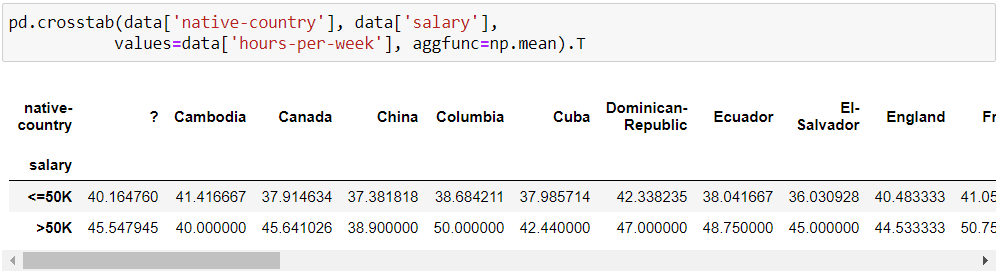 pd.crosstab(data['native-country'], data['salary'],
values=data['hours-per-week'], aggfunc=np.mean).T
native-country ? Cambodia Canada China Columbia Cuba Dominican-Republic Ecuador El-Salvador England Fr
salary
<=50K 40.164760 41.416667 37.914634 37.381818 38.684211 37.985714 42.338235 38.041667 36.030928 40.483333 41.05
>50K 45.547945 40.000000 45.641026 38.900000 50.000000 42.440000 47.000000 48.750000 45.000000 44.533333 50.75